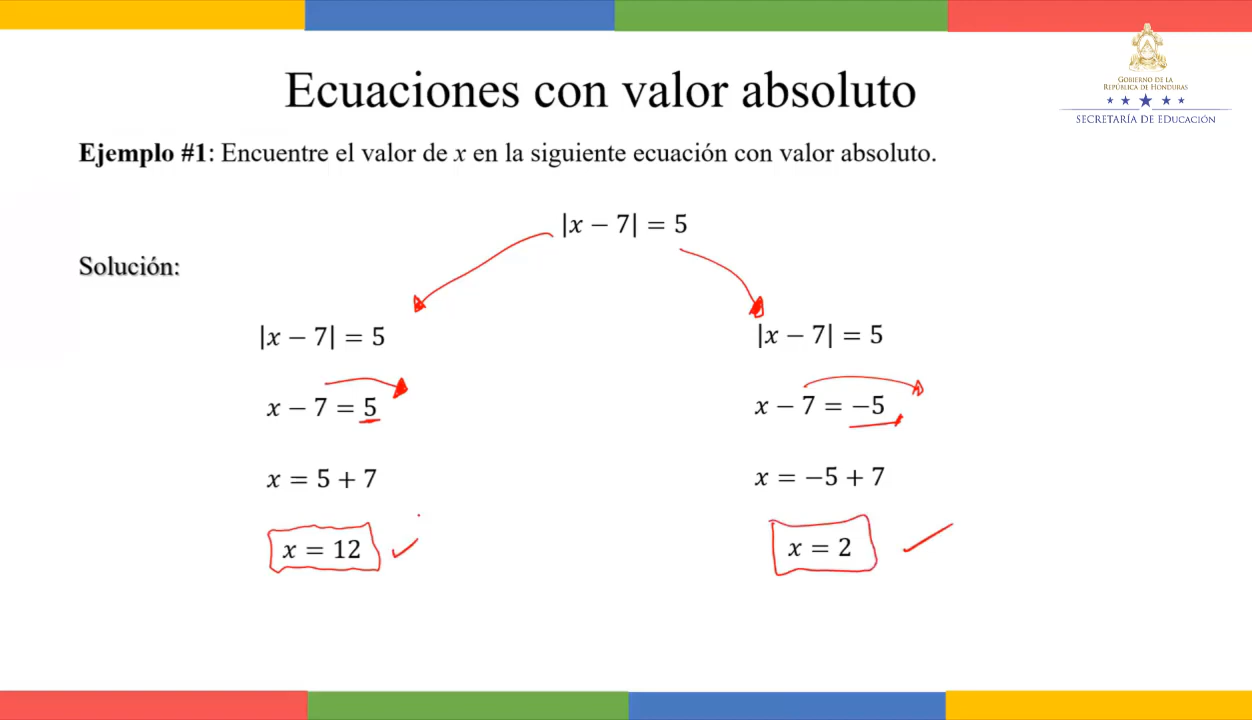 Ecuaciones con valor absoluto
GOBIERNO DE LA
REPÚBLICA DE HONDURAS
SECRETARÍA DE EDUCACIÓN
Ejemplo #1: Encuentre el valor de x en la siguiente ecuación con valor absoluto.
|x − 7| = 5
Solución:
|x − 7| = 5
x − 7 = 5
x = 5 + 7
x = 12
|x − 7| = 5
x − 7 = −5
x = −5 + 7
x = 2